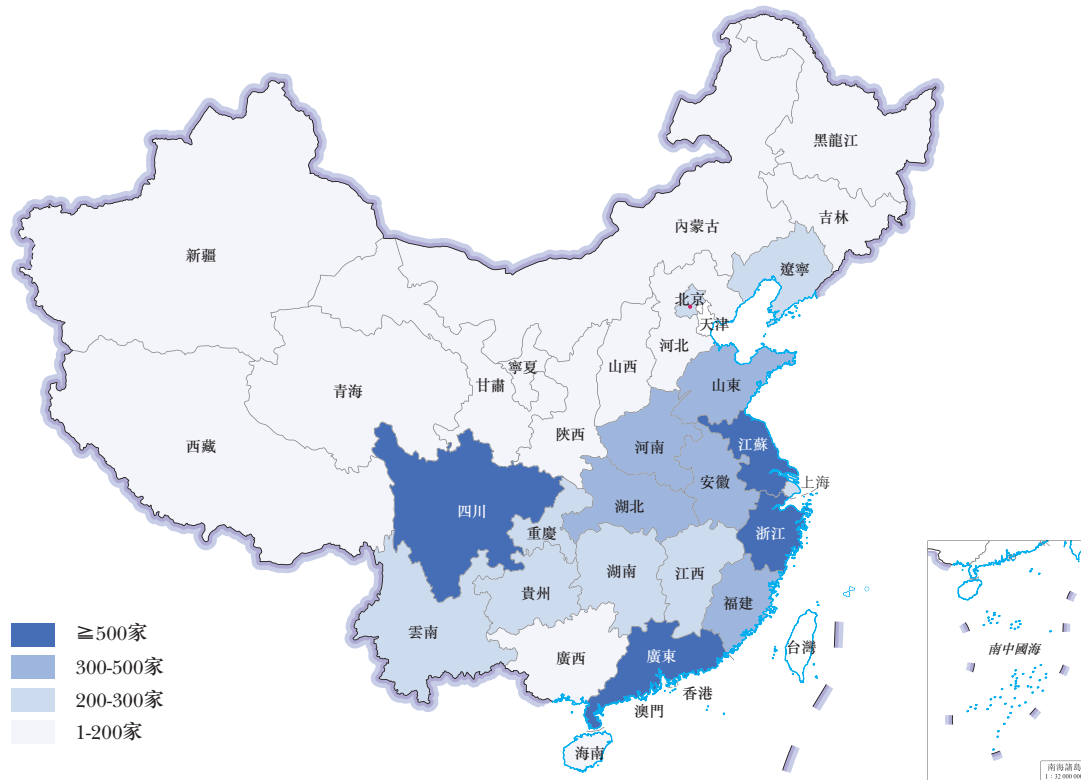 黑龍江
吉林
內蒙古
新疆
遼寧
北京
天津
河北
山西
寧夏
甘肅
青海
山東
西藏
陝西
河南
江蘇
安徽
上海
四川
湖北
重慶
浙江
湖南
江西
貴州
福建
雲南
廣西
廣東
台灣
香港
澳門
海南
≧500家
300-500家
200-300家
1-200家
南中國海
南海諸島
1：32 000 000